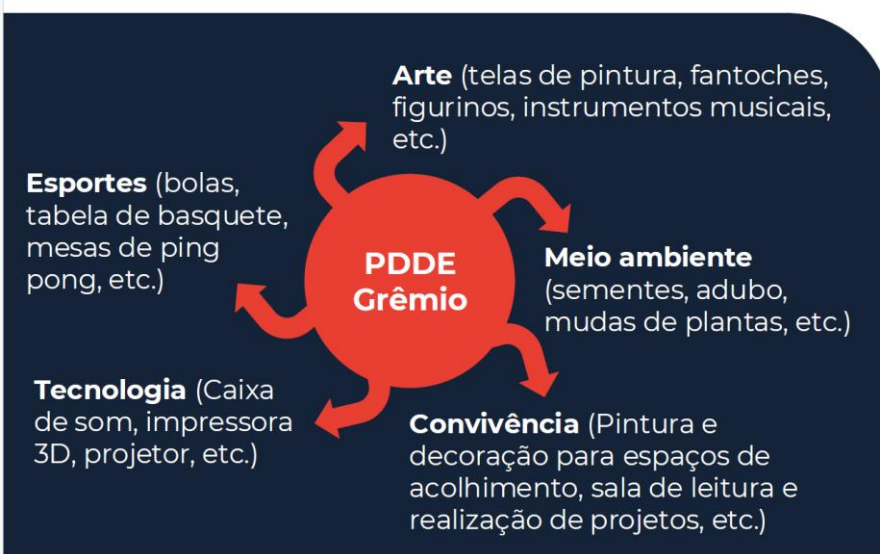 Arte (telas de pintura, fantoches,
figurinos, instrumentos musicais,
etc.)
Esportes (bolas,
tabela de basquete,
mesas de ping
pong, etc.)
PDDE
Grêmio
Meio ambiente
(sementes, adubo,
mudas de plantas, etc.)
Tecnologia (Caixa
de som, impressora
3D, projetor, etc.)
Convivência (Pintura e
decoração para espaços de
acolhimento, sala de leitura e
realização de projetos, etc.)